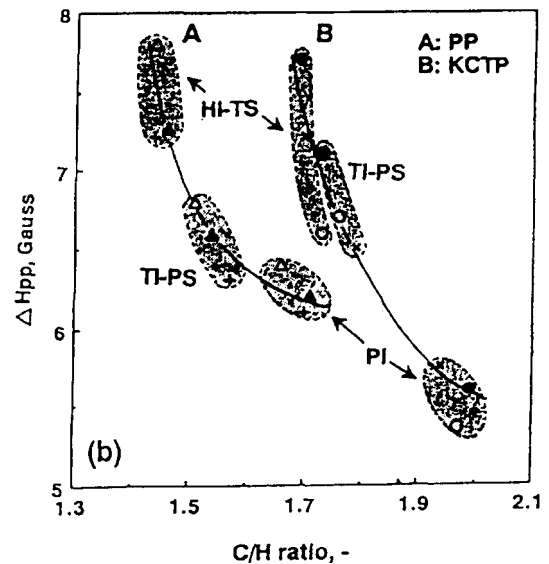 8
A
B
A: PP
B: KCTP
Hi-TS
7
TI-PS
△ Hpp, Gauss
TI-PS
6
PI
(b)
5
1.3
1.5
1.7
1.9
2.1
C/H ratio, -